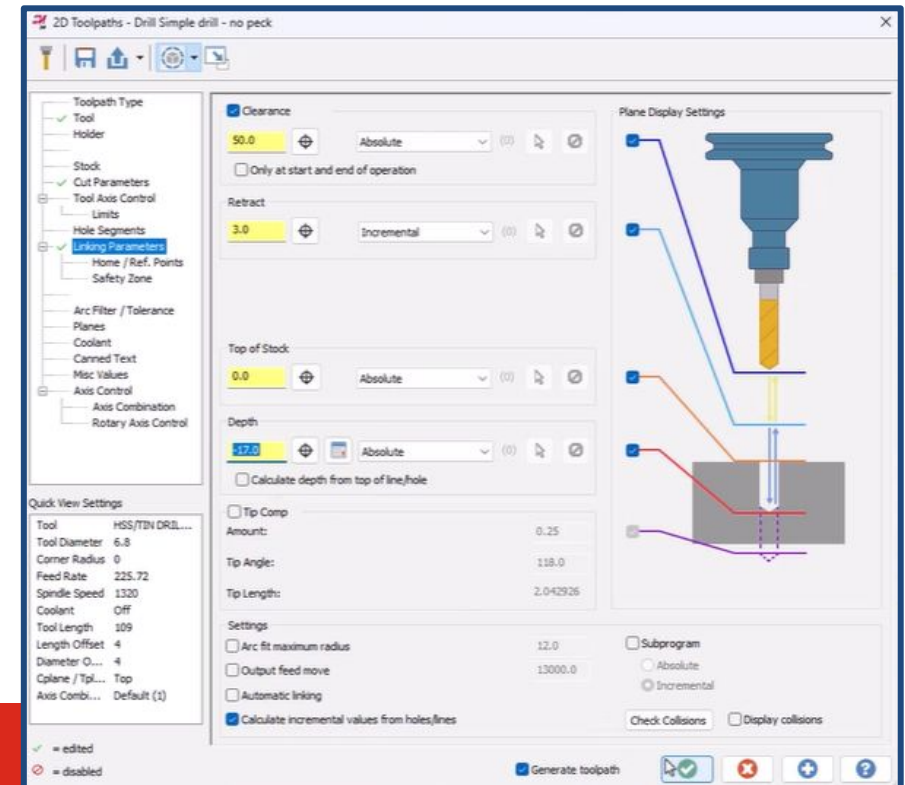 2D Toolpaths - Drill Simple drill - no peck
Toolpath Type
Tool
Holder
Stock
Cut Parameters
Tool Axis Control
Limits
Hole Segments
Linking Parameters
Home / Ref. Points
Safety Zone
Arc Filter / Tolerance
Planes
Coolant
Canned Text
Misc Values
Axis Control
Axis Combination
Rotary Axis Control
Quick View Settings
Tool HSS/TIN DRIL...
Tool Diameter 6.8
Corner Radius 0
Feed Rate 225.72
Spindle Speed 1320
Coolant Off
Tool Length 109
Length Offset 4
Diameter O... 4
Cplane / Tpl... Top
Axis Combi... Default (1)
= edited
= disabled
Clearance
50.0 Absolute (0)
Only at start and end of operation
Retract
3.0 Incremental (0)
Top of Stock
0.0 Absolute (0)
Depth
-17.0 Absolute (0)
Calculate depth from top of line/hole
Tip Comp
Amount: 0.25
Tip Angle: 118.0
Tip Length: 2.042926
Settings
Arc fit maximum radius 12.0
Output feed move 13000.0
Automatic linking
Calculate incremental values from holes/lines
Plane Display Settings
Subprogram
Absolute
Incremental
Check Collisions Display collisions
Generate toolpath